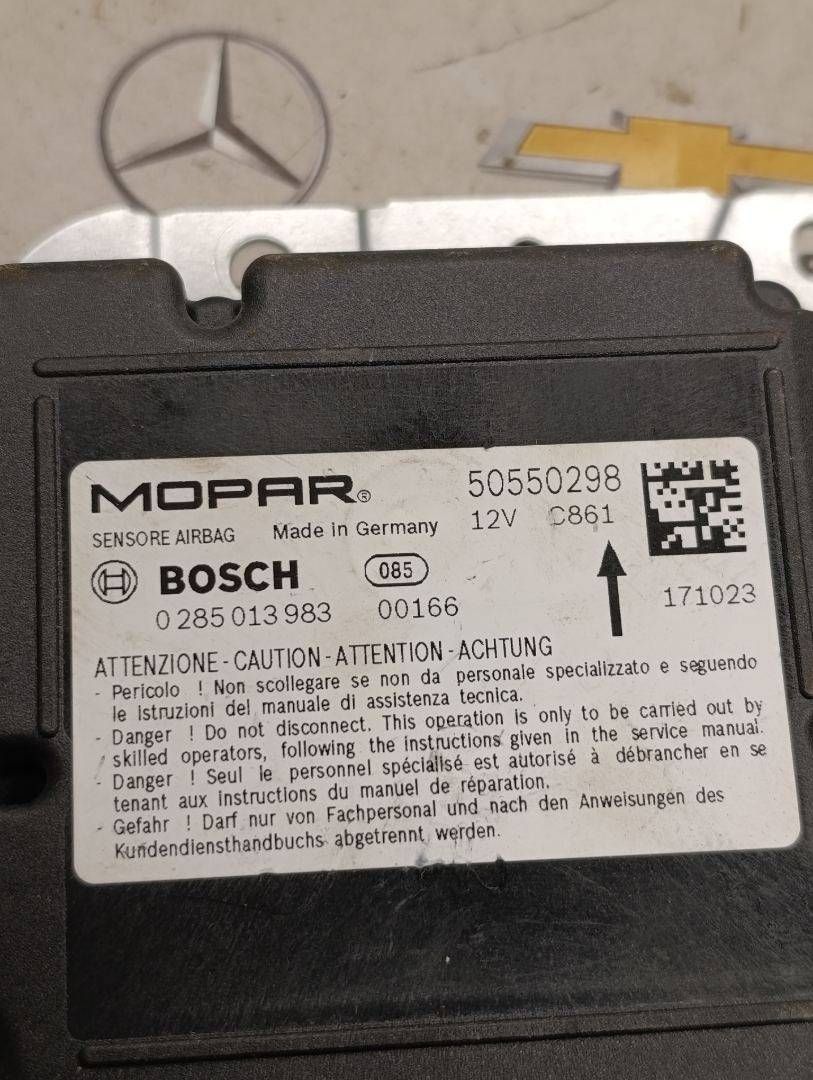 MOPAR® 50550298
SENSORE AIRBAG Made in Germany 12V C861
BOSCH 085
0 285 013 983 00166 171023
ATTENZIONE - CAUTION - ATTENTION - ACHTUNG
- Pericolo ! Non scollegare se non da personale specializzato e seguendo
le istruzioni del manuale di assistenza tecnica.
- Danger ! Do not disconnect. This operation is only to be carried out by
skilled operators, following the instructions given in the service manual.
- Danger ! Seul le personnel spécialisé est autorisé à débrancher en se
tenant aux instructions du manuel de réparation.
- Gefahr ! Darf nur von Fachpersonal und nach den Anweisungen des
Kundendiensthandbuchs abgetrennt werden.